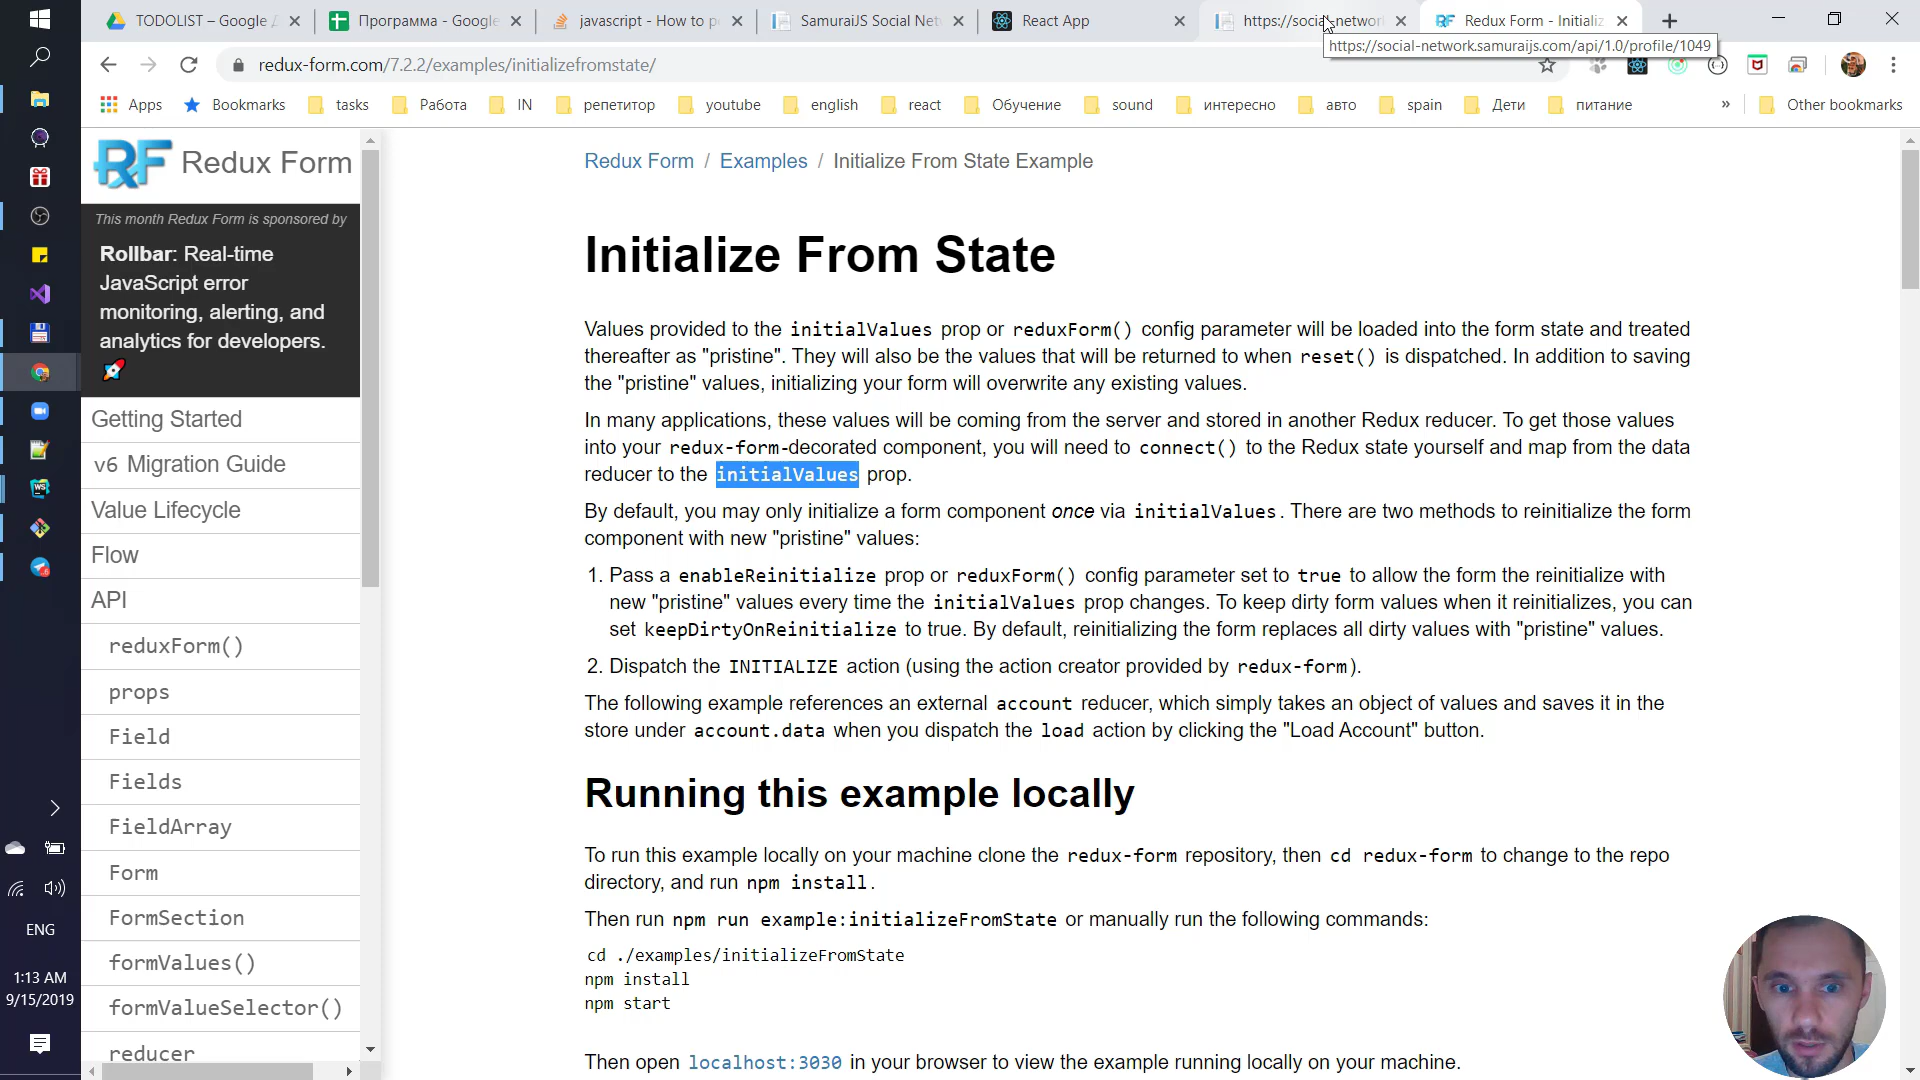 TODOLIST – Google
Программа - Google
javascript - How to p
SamuraiJS Social Net
React App
https://social-network
Redux Form - Initializ
https://social-network.samuraijs.com/api/1.0/profile/1049
redux-form.com/7.2.2/examples/initializefromstate/
Apps
Bookmarks
tasks
Работа
IN
репетитор
youtube
english
react
Обучение
sound
интересно
авто
spain
Дети
питание
»
Other bookmarks
RF Redux Form
This month Redux Form is sponsored by
Rollbar: Real-time
JavaScript error
monitoring, alerting, and
analytics for developers.
Getting Started
v6 Migration Guide
Value Lifecycle
Flow
API
reduxForm()
props
Field
Fields
FieldArray
Form
FormSection
formValues()
formValueSelector()
reducer
Redux Form / Examples / Initialize From State Example
Initialize From State
Values provided to the initialValues prop or reduxForm() config parameter will be loaded into the form state and treated
thereafter as "pristine". They will also be the values that will be returned to when reset() is dispatched. In addition to saving
the "pristine" values, initializing your form will overwrite any existing values.
In many applications, these values will be coming from the server and stored in another Redux reducer. To get those values
into your redux-form-decorated component, you will need to connect() to the Redux state yourself and map from the data
reducer to the initialValues prop.
By default, you may only initialize a form component once via initialValues. There are two methods to reinitialize the form
component with new "pristine" values:
1. Pass a enableReinitialize prop or reduxForm() config parameter set to true to allow the form the reinitialize with
new "pristine" values every time the initialValues prop changes. To keep dirty form values when it reinitializes, you can
set keepDirtyOnReinitialize to true. By default, reinitializing the form replaces all dirty values with "pristine" values.
2. Dispatch the INITIALIZE action (using the action creator provided by redux-form).
The following example references an external account reducer, which simply takes an object of values and saves it in the
store under account.data when you dispatch the load action by clicking the "Load Account" button.
Running this example locally
To run this example locally on your machine clone the redux-form repository, then cd redux-form to change to the repo
directory, and run npm install.
Then run npm run example:initializeFromState or manually run the following commands:
cd ./examples/initializeFromState
npm install
npm start
Then open localhost:3030 in your browser to view the example running locally on your machine.
ENG
1:13 AM
9/15/2019